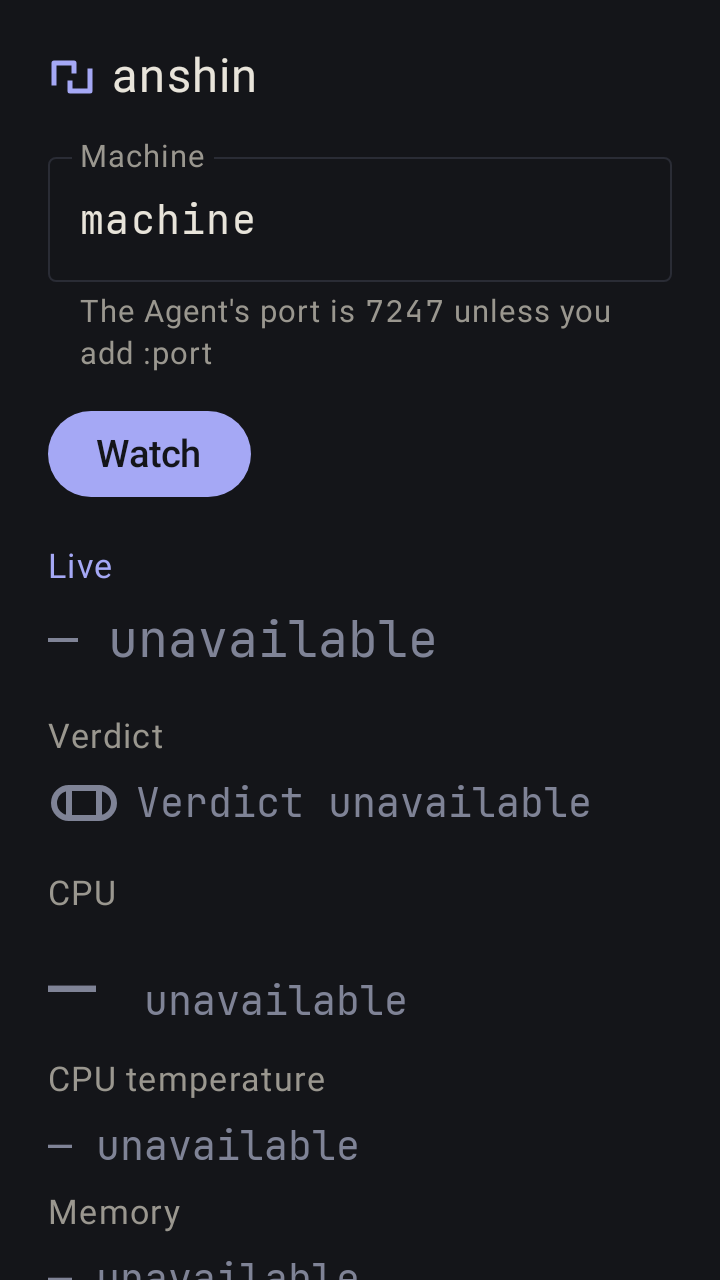 anshin
Machine
machine
The Agent's port is 7247 unless you
add :port
Watch
Live
— unavailable
Verdict
Verdict unavailable
CPU
— unavailable
CPU temperature
— unavailable
Memory
— unavailable